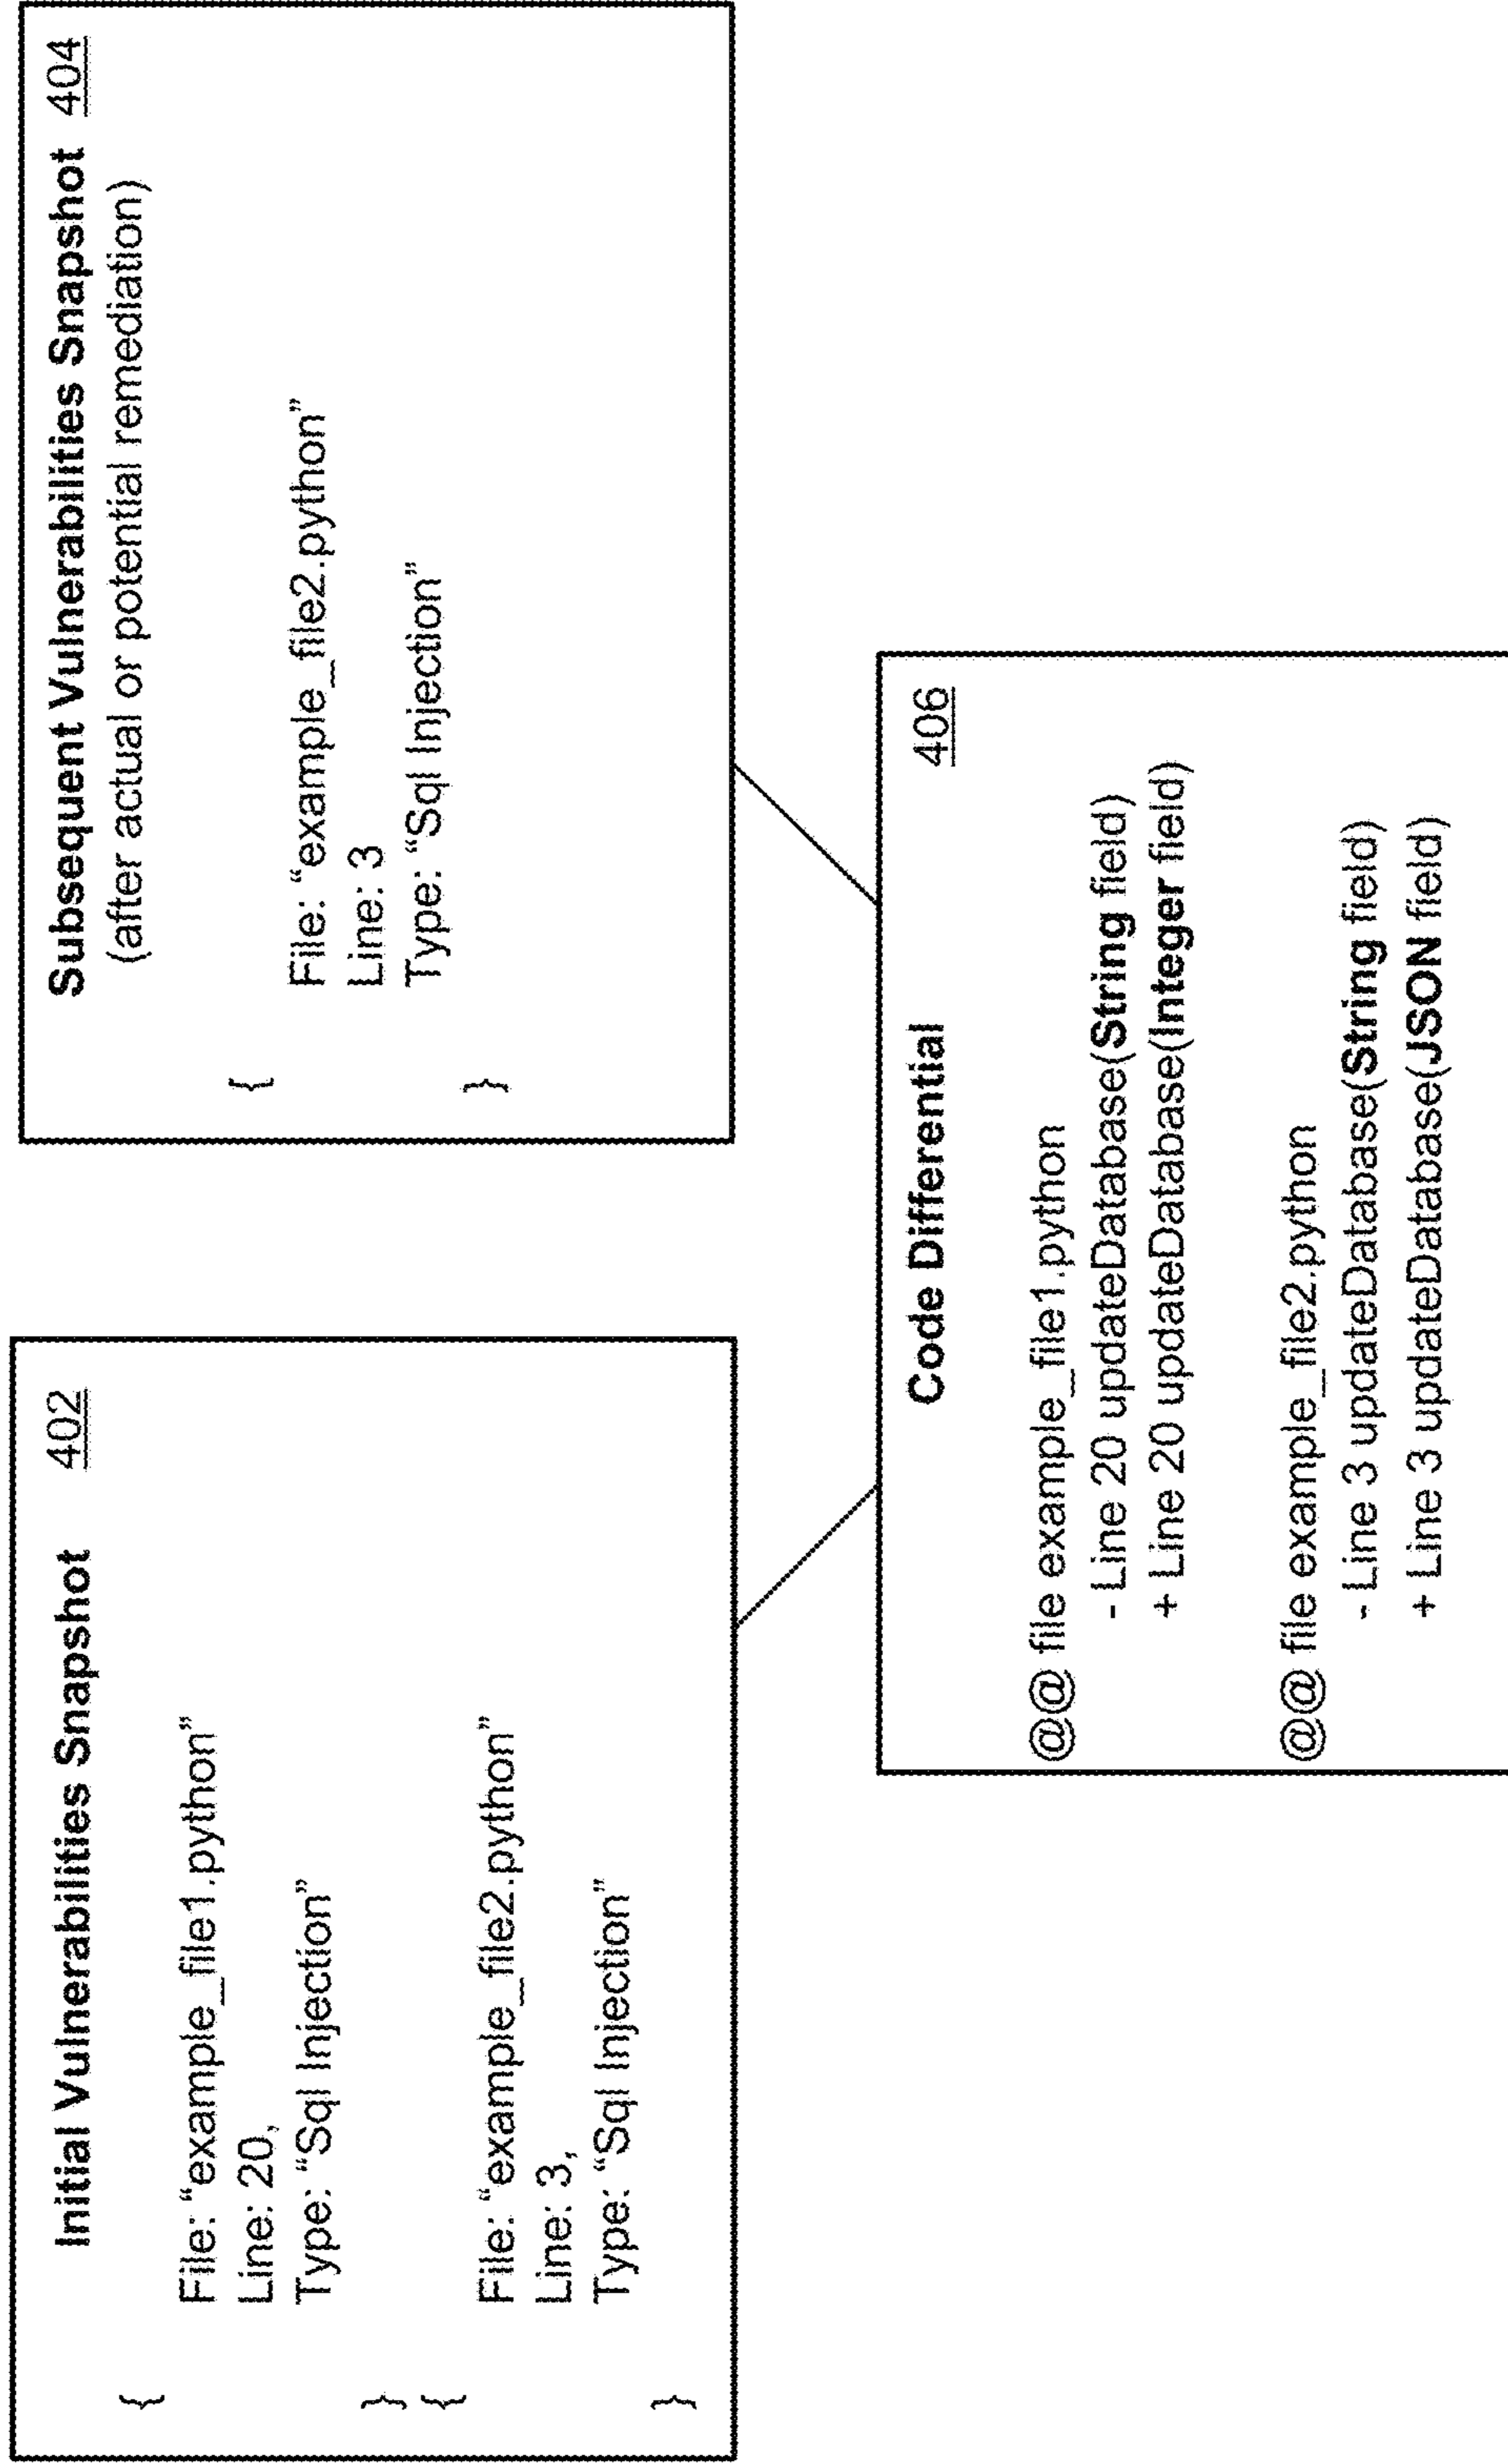 Initial Vulnerabilities Snapshot 402
{
File: “example_file1.python”
Line: 20,
Type: “Sql Injection”
}
{
File: “example_file2.python”
Line: 3,
Type: “Sql Injection”
}
Subsequent Vulnerabilities Snapshot 404
(after actual or potential remediation)
{
File: “example_file2.python”
Line: 3
Type: “Sql Injection”
}
Code Differential 406
@@ file example_file1.python
- Line 20 updateDatabase(String field)
+ Line 20 updateDatabase(Integer field)
@@ file example_file2.python
- Line 3 updateDatabase(String field)
+ Line 3 updateDatabase(JSON field)